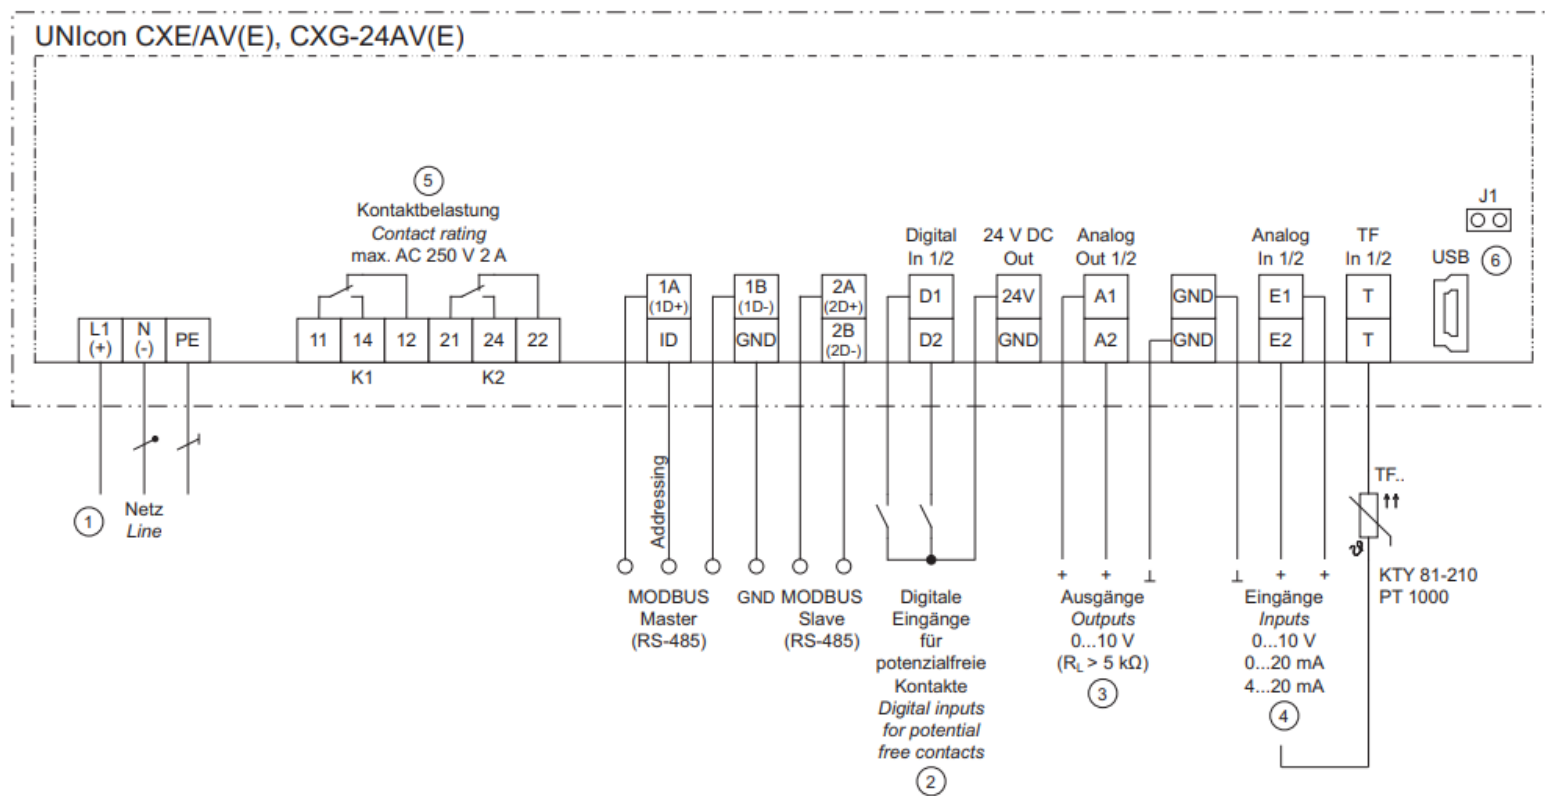 UNIcon CXE/AV(E), CXG-24AV(E)
5
Kontaktbelastung
Contact rating
max. AC 250 V 2 A
Digital
In 1/2
24 V DC
Out
Analog
Out 1/2
Analog
In 1/2
TF
In 1/2
USB
J1
6
L1
(+)
N
(-)
PE
11
14
12
21
24
22
K1
K2
1A
(1D+)
ID
1B
(1D-)
GND
2A
(2D+)
2B
(2D-)
D1
D2
24V
GND
A1
A2
GND
GND
E1
E2
T
T
1
Netz
Line
Addressing
MODBUS
Master
(RS-485)
GND
MODBUS
Slave
(RS-485)
Digitale
Eingänge
für
potenzialfreie
Kontakte
Digital inputs
for potential
free contacts
2
+ + ⊥
Ausgänge
Outputs
0...10 V
(RL > 5 kΩ)
3
⊥ + +
Eingänge
Inputs
0...10 V
0...20 mA
4...20 mA
4
TF..
ϑ
KTY 81-210
PT 1000